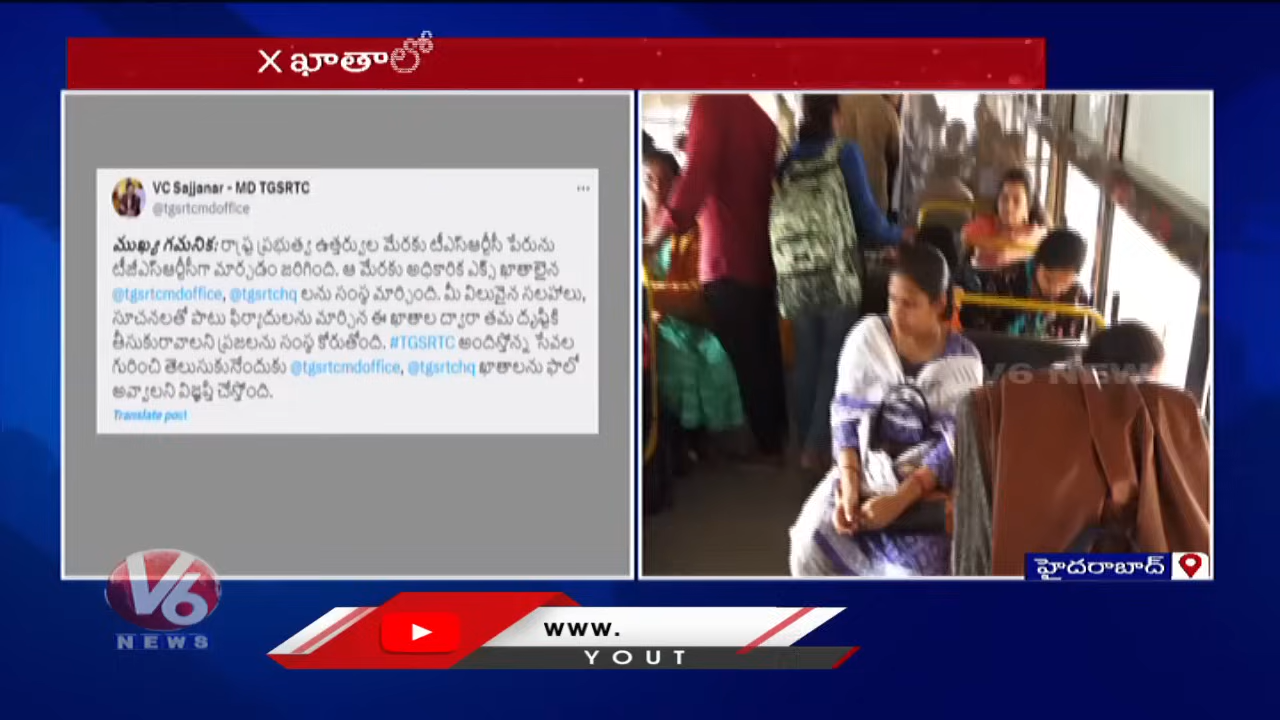 X ఖాతాలో
VC Sajjanar - MD TGSRTC
@tgsrtcmdoffice
ముఖ్య గమనిక: రాష్ట్ర ప్రభుత్వ ఉత్తర్వుల మేరకు టీఎస్ఆర్టీసీ పేరును
టీజీఎస్ఆర్టీసీగా మార్చడం జరిగింది. ఆ మేరకు అధికారిక ఎక్స్ ఖాతాలైన
@tgsrtcmdoffice, @tgsrtchq లను సంస్థ మార్చింది. మీ విలువైన సలహాలు,
సూచనలతో పాటు ఫిర్యాదులను మార్చిన ఈ ఖాతాల ద్వారా తమ దృష్టికి
తీసుకురావాలని ప్రజలను సంస్థ కోరుతోంది. #TGSRTC అందిస్తోన్న సేవల
గురించి తెలుసుకునేందుకు @tgsrtcmdoffice, @tgsrtchq ఖాతాలను ఫాలో
అవ్వాలని విజ్ఞప్తి చేస్తోంది.
Translate post
V6 NEWS
హైదరాబాద్
V6
NEWS
www.
YOUT